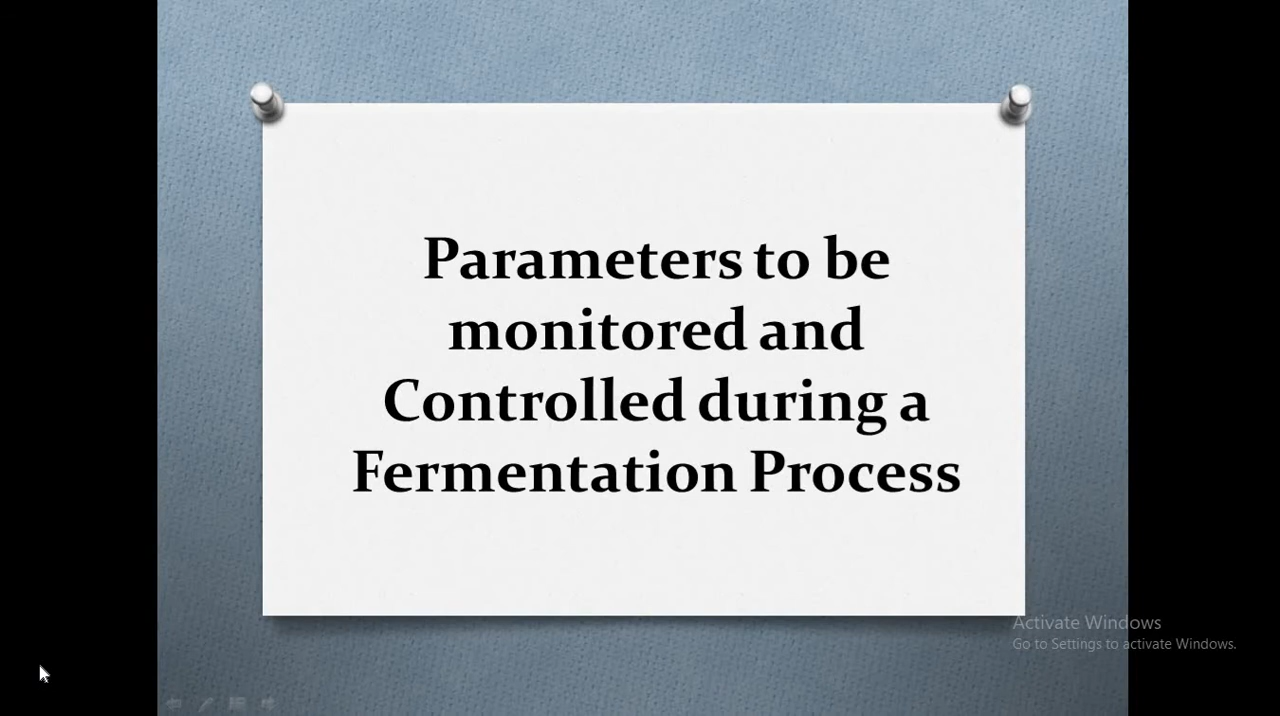 Parameters to be
monitored and
Controlled during a
Fermentation Process
Activate Windows
Go to Settings to activate Windows.